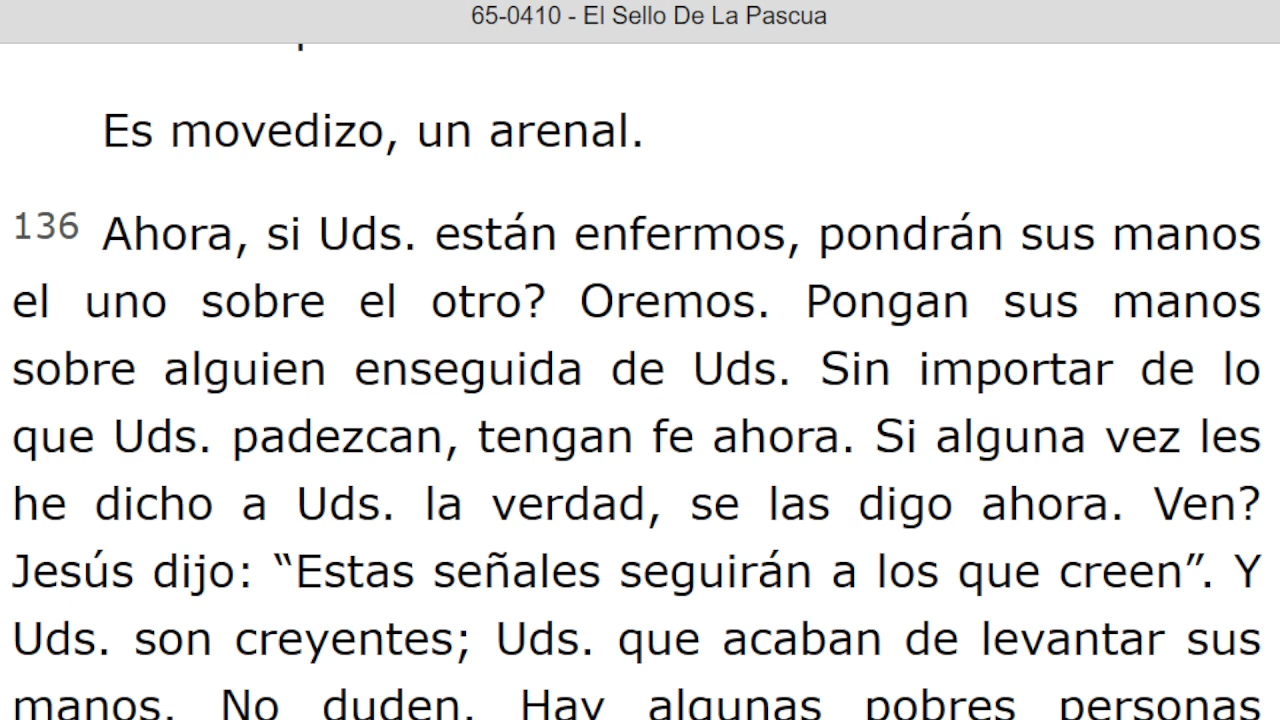 65-0410 - El Sello De La Pascua
Es movedizo, un arenal.
136 Ahora, si Uds. están enfermos, pondrán sus manos
el uno sobre el otro? Oremos. Pongan sus manos
sobre alguien enseguida de Uds. Sin importar de lo
que Uds. padezcan, tengan fe ahora. Si alguna vez les
he dicho a Uds. la verdad, se las digo ahora. Ven?
Jesús dijo: “Estas señales seguirán a los que creen”. Y
Uds. son creyentes; Uds. que acaban de levantar sus
manos. No duden. Hay algunas pobres personas